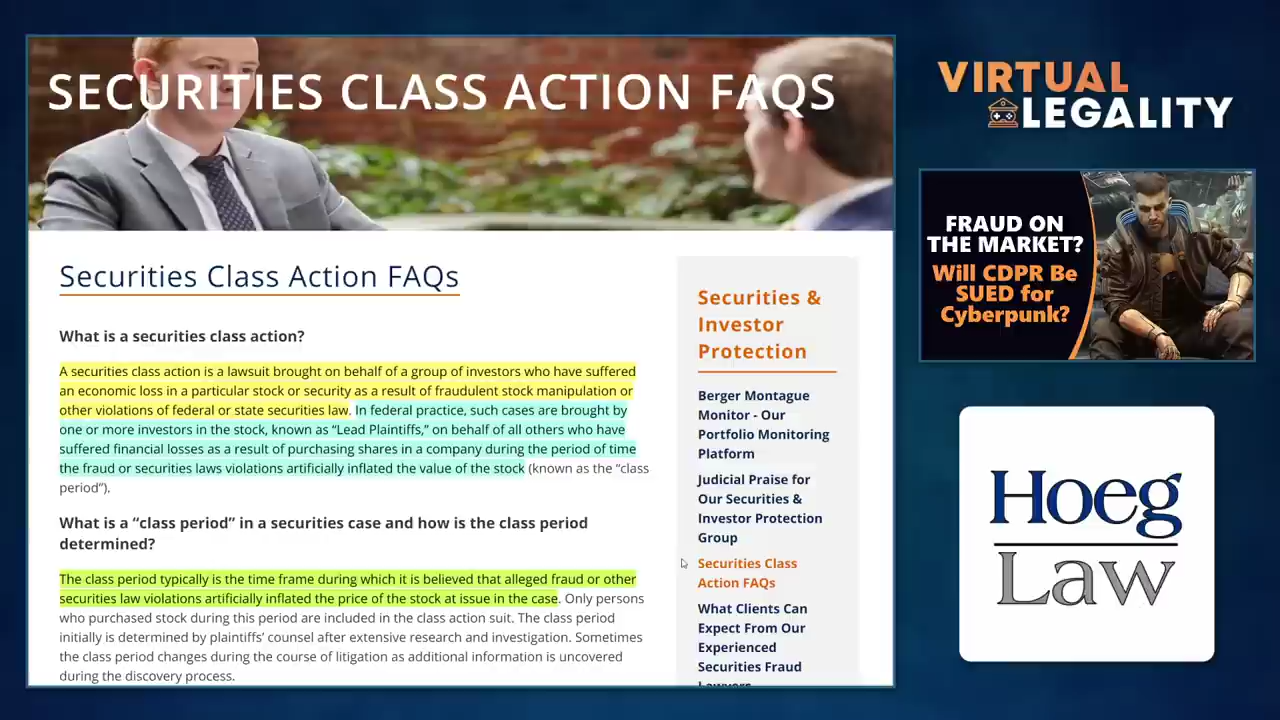 SECURITIES CLASS ACTION FAQS
Securities Class Action FAQs
What is a securities class action?
A securities class action is a lawsuit brought on behalf of a group of investors who have suffered
an economic loss in a particular stock or security as a result of fraudulent stock manipulation or
other violations of federal or state securities law. In federal practice, such cases are brought by
one or more investors in the stock, known as “Lead Plaintiffs,” on behalf of all others who have
suffered financial losses as a result of purchasing shares in a company during the period of time
the fraud or securities laws violations artificially inflated the value of the stock (known as the “class
period”).
What is a “class period” in a securities case and how is the class period
determined?
The class period typically is the time frame during which it is believed that alleged fraud or other
securities law violations artificially inflated the price of the stock at issue in the case. Only persons
who purchased stock during this period are included in the class action suit. The class period
initially is determined by plaintiffs’ counsel after extensive research and investigation. Sometimes
the class period changes during the course of litigation as additional information is uncovered
during the discovery process.
Securities &
Investor
Protection
Berger Montague
Monitor - Our
Portfolio Monitoring
Platform
Judicial Praise for
Our Securities &
Investor Protection
Group
Securities Class
Action FAQs
What Clients Can
Expect From Our
Experienced
Securities Fraud
Lawyers
VIRTUAL
LEGALITY
FRAUD ON
THE MARKET?
Will CDPR Be
SUED for
Cyberpunk?
Hoeg
Law